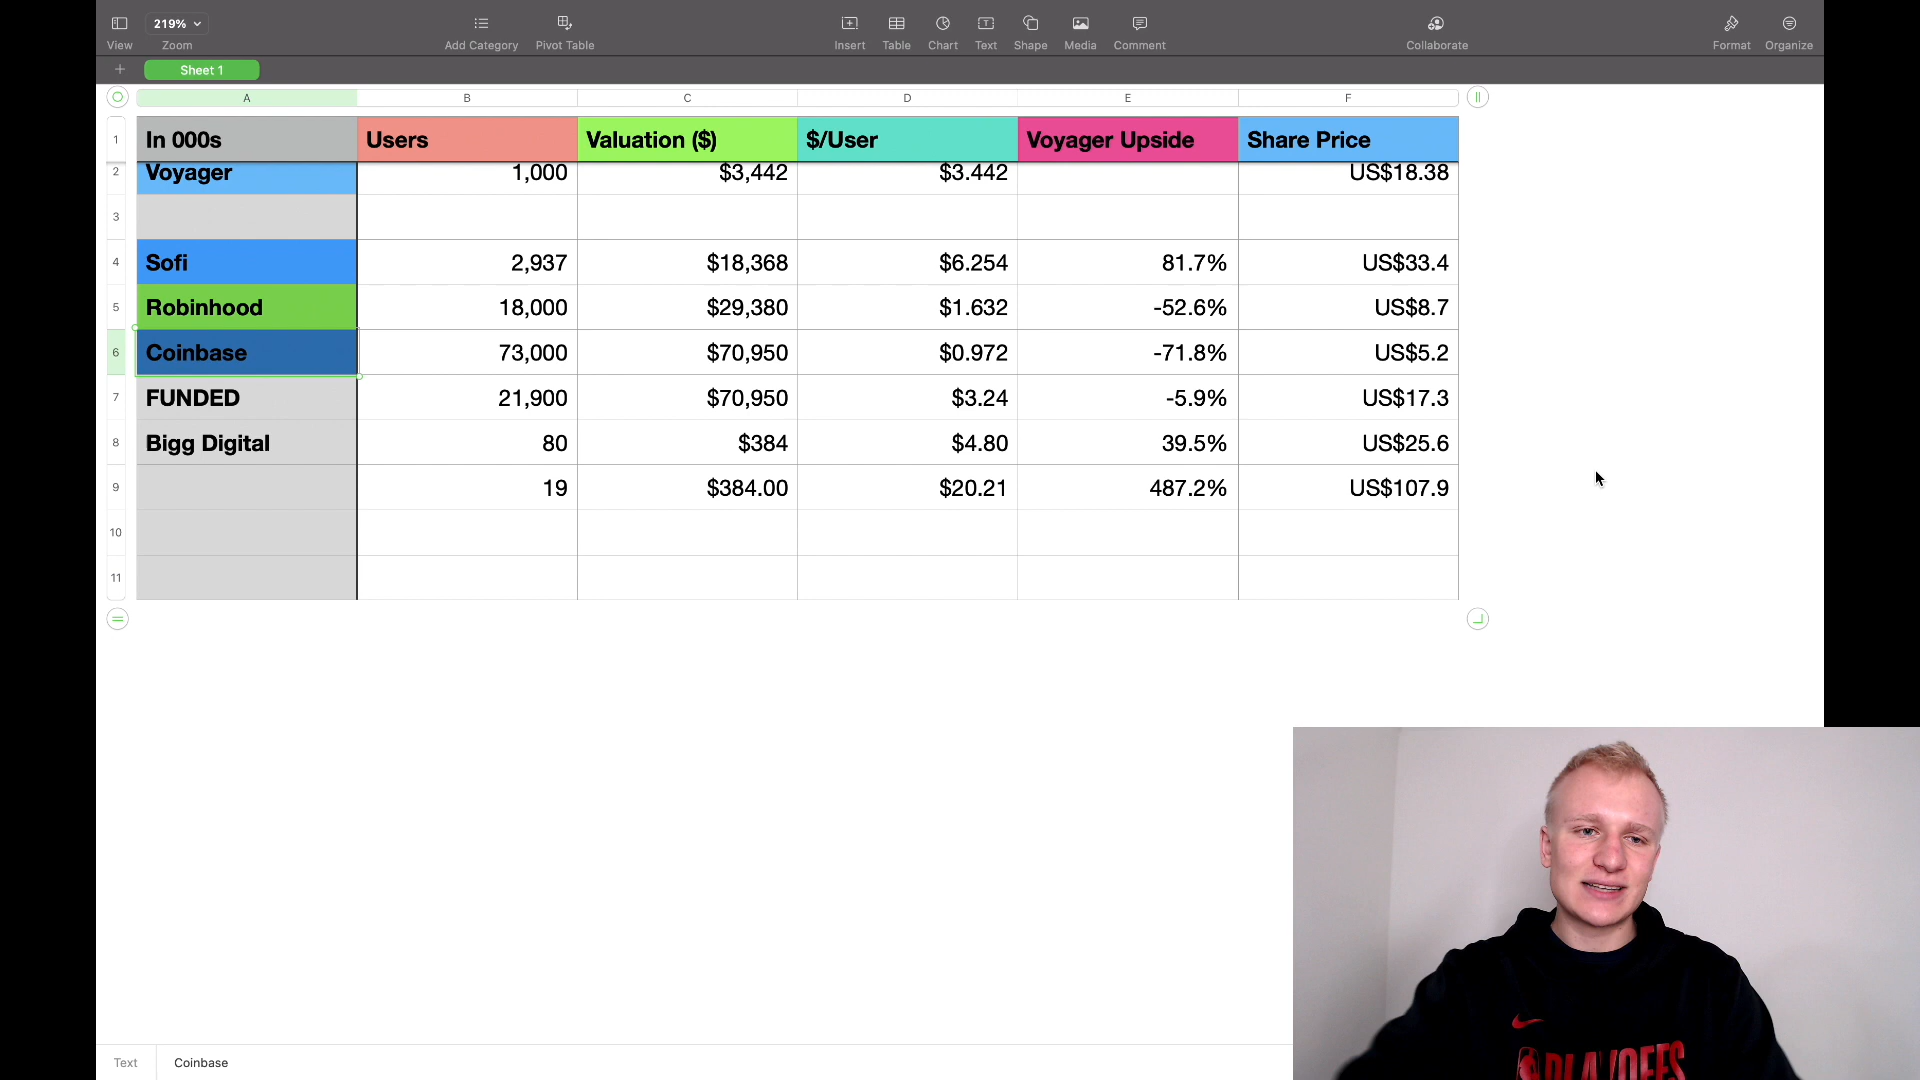 219%
View
Zoom
Add Category
Pivot Table
Insert
Table
Chart
Text
Shape
Media
Comment
Collaborate
Format
Organize
Sheet 1
A B C D E F
1 In 000s Users Valuation ($) $/User Voyager Upside Share Price
2 Voyager 1,000 $3,442 $3.442 US$18.38
3
4 Sofi 2,937 $18,368 $6.254 81.7% US$33.4
5 Robinhood 18,000 $29,380 $1.632 -52.6% US$8.7
6 Coinbase 73,000 $70,950 $0.972 -71.8% US$5.2
7 FUNDED 21,900 $70,950 $3.24 -5.9% US$17.3
8 Bigg Digital 80 $384 $4.80 39.5% US$25.6
9 19 $384.00 $20.21 487.2% US$107.9
10
11
PLAYOFFS
Text Coinbase